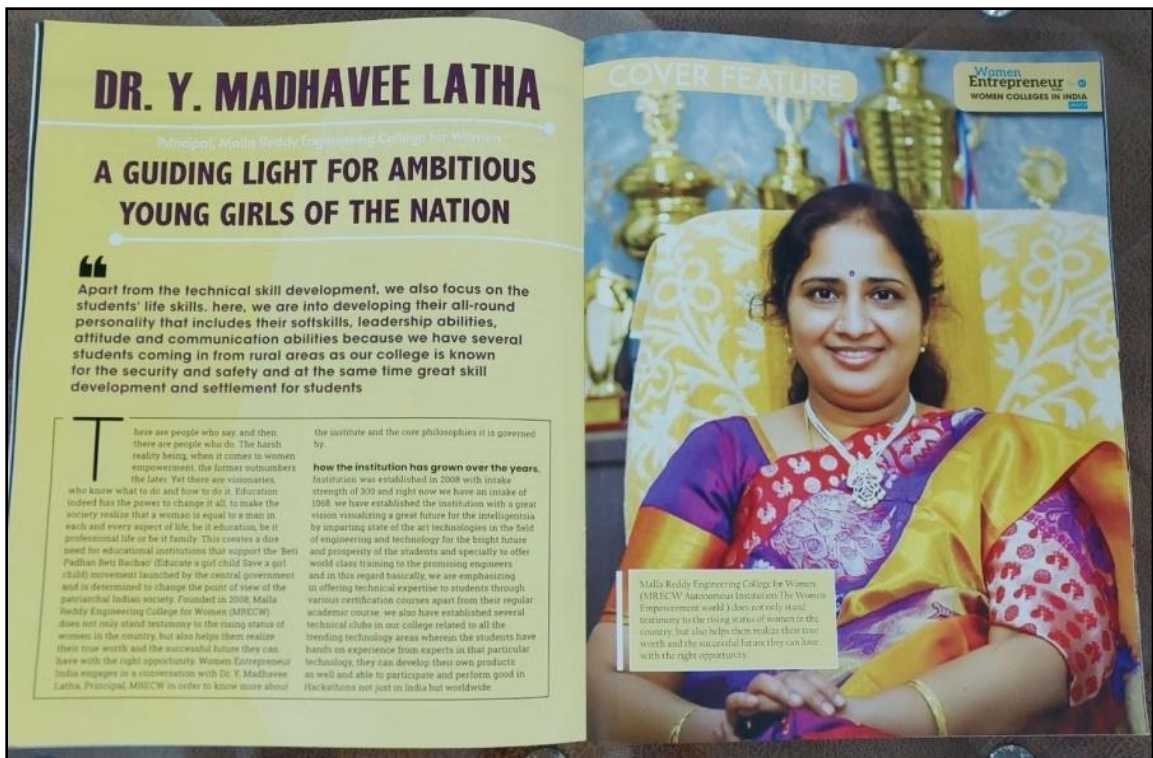 DR. Y. MADHAVEE LATHA
Principal, Malla Reddy Engineering College for Women
A GUIDING LIGHT FOR AMBITIOUS
YOUNG GIRLS OF THE NATION
“
Apart from the technical skill development, we also focus on the
students' life skills. here, we are into developing their all-round
personality that includes their softskills, leadership abilities,
attitude and communication abilities because we have several
students coming in from rural areas as our college is known
for the security and safety and at the same time great skill
development and settlement for students
There are people who say, and then
there are people who do. The harsh
reality being, when it comes to women
empowerment, the former outnumbers
the later. Yet there are visionaries,
who know what to do and how to do it. Education
indeed has the power to change it all, to make the
society realize that a woman is equal to a man in
each and every aspect of life, be it education, be it
professional life or be it family. This creates a dire
need for educational institutions that support the 'Beti
Padhao Beti Bachao' (Educate a girl child Save a girl
child) movement launched by the central government
and is determined to change the point of view of the
patriarchal Indian society. Founded in 2008, Malla
Reddy Engineering College for Women (MRECW)
does not only stand testimony to the rising status of
women in the country, but also helps them realize
their true worth and the successful future they can
have with the right opportunity. Women Entrepreneur
India engages in a conversation with Dr. Y. Madhavee
Latha, Principal, MRECW in order to know more about
the institute and the core philosophies it is governed
by.
how the institution has grown over the years.
Institution was established in 2008 with intake
strength of 300 and right now we have an intake of
1068. we have established the institution with a great
vision visualizing a great future for the intelligentsia
by imparting state of the art technologies in the field
of engineering and technology for the bright future
and prosperity of the students and specially to offer
world class training to the promising engineers
and in this regard basically, we are emphasizing
in offering technical expertise to students through
various certification courses apart from their regular
academic course. we also have established several
technical clubs in our college related to all the
trending technology areas wherein the students have
hands on experience from experts in that particular
technology, they can develop their own products
as well and able to participate and perform good in
Hackathons not just in India but worldwide.
COVER FEATURE
Women
Entrepreneur
WOMEN COLLEGES IN INDIA
Malla Reddy Engineering College for Women
(MRECW Autonomous Institution The Women
Empowerment world ) does not only stand
testimony to the rising status of women in the
country, but also helps them realize their true
worth and the successful future they can have
with the right opportunity.